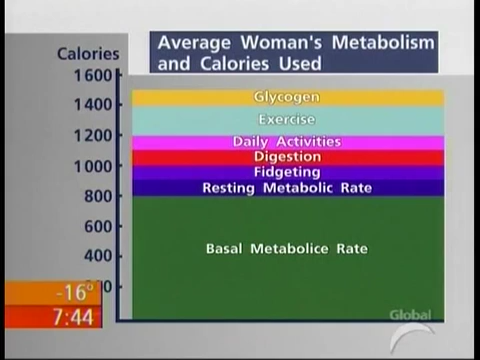 Average Woman's Metabolism
and Calories Used
Calories
1600
1400
1200
1000
800
600
400
Glycogen
Exercise
Daily Activities
Digestion
Fidgeting
Resting Metabolic Rate
Basal Metabolice Rate
-16°
7:44
Global